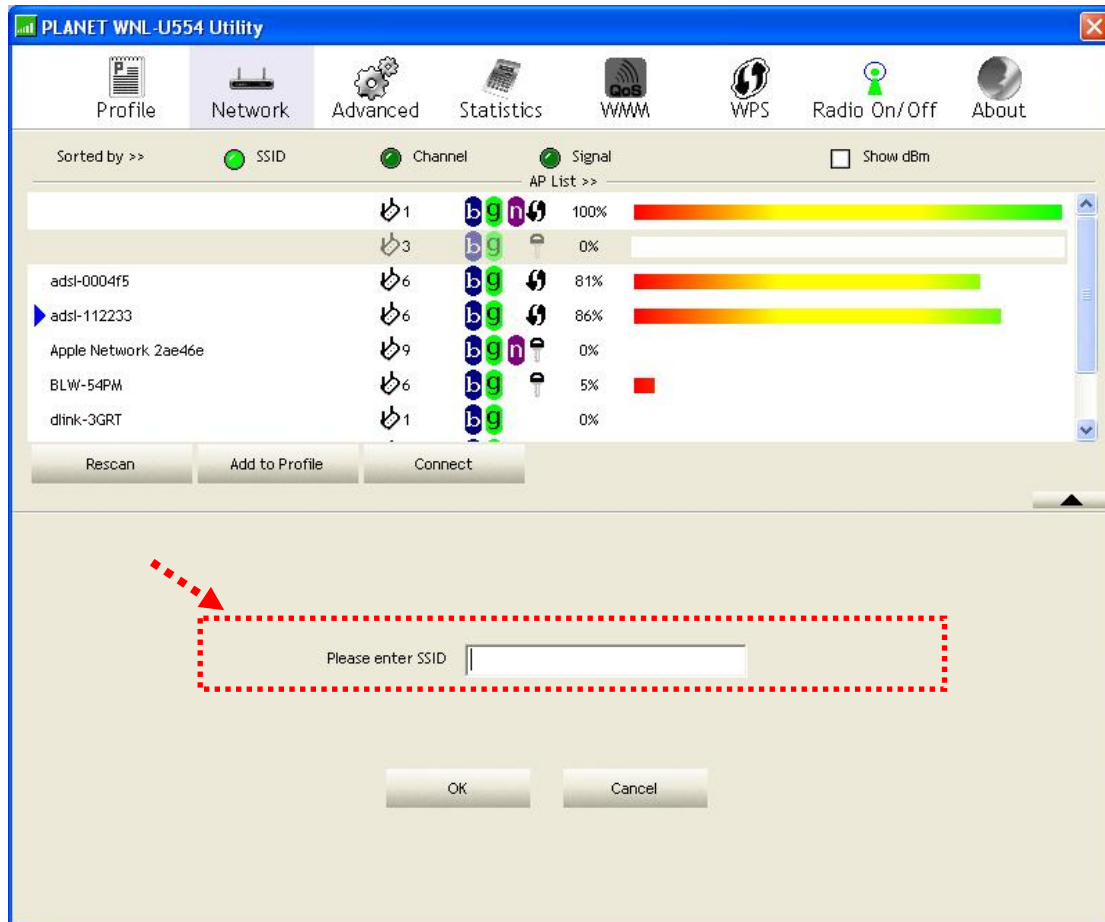 PLANET WNL-U554 Utility
Profile Network Advanced Statistics QoS WMM WPS Radio On/Off About
Sorted by >> SSID Channel Signal Show dBm
AP List >>
1 b g n 100%
3 b g 0%
adsl-0004f5 6 b g 81%
adsl-112233 6 b g 86%
Apple Network 2ae46e 9 b g n 0%
BLW-54PM 6 b g 5%
dlink-3GRT 1 b g 0%
Rescan Add to Profile Connect
Please enter SSID
OK Cancel